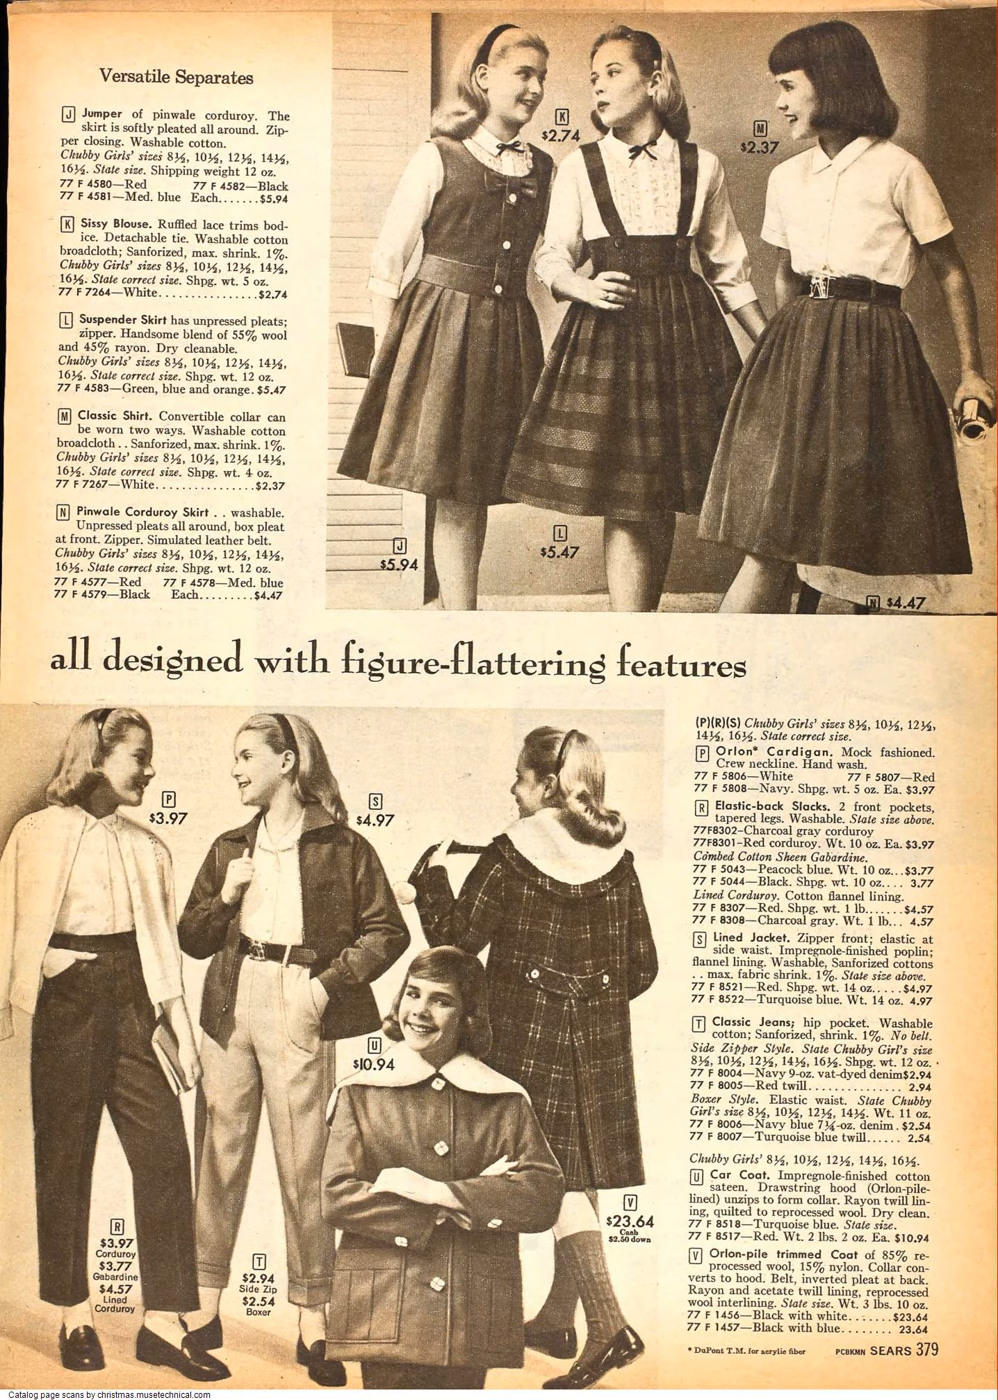 Versatile Separates
J Jumper of pinwale corduroy. The
skirt is softly pleated all around. Zip-
per closing. Washable cotton.
Chubby Girls' sizes 8½, 10½, 12½, 14½,
16½. State size. Shipping weight 12 oz.
77 F 4580—Red 77 F 4582—Black
77 F 4581—Med. blue Each.......$5.94
K Sissy Blouse. Ruffled lace trims bod-
ice. Detachable tie. Washable cotton
broadcloth; Sanforized, max. shrink. 1%.
Chubby Girls' sizes 8½, 10½, 12½, 14½,
16½. State correct size. Shpg. wt. 5 oz.
77 F 7264—White...............$2.74
L Suspender Skirt has unpressed pleats;
zipper. Handsome blend of 55% wool
and 45% rayon. Dry cleanable.
Chubby Girls' sizes 8½, 10½, 12½, 14½,
16½. State correct size. Shpg. wt. 12 oz.
77 F 4583—Green, blue and orange. $5.47
M Classic Shirt. Convertible collar can
be worn two ways. Washable cotton
broadcloth . . Sanforized, max. shrink. 1%.
Chubby Girls' sizes 8½, 10½, 12½, 14½,
16½. State correct size. Shpg. wt. 4 oz.
77 F 7267—White...............$2.37
N Pinwale Corduroy Skirt . . washable.
Unpressed pleats all around, box pleat
at front. Zipper. Simulated leather belt.
Chubby Girls' sizes 8½, 10½, 12½, 14½,
16½. State correct size. Shpg. wt. 12 oz.
77 F 4577—Red 77 F 4578—Med. blue
77 F 4579—Black Each.........$4.47
K
$2.74
M
$2.37
J
$5.94
L
$5.47
N $4.47
all designed with figure-flattering features
P
$3.97
S
$4.97
U
$10.94
V
$23.64
Cash
$2.50 down
R
$3.97
Corduroy
$3.77
Gabardine
$4.57
Lined
Corduroy
T
$2.94
Side Zip
$2.54
Boxer
(P)(R)(S) Chubby Girls' sizes 8½, 10½, 12½,
14½, 16½. State correct size.
P Orlon* Cardigan. Mock fashioned.
Crew neckline. Hand wash.
77 F 5806—White 77 F 5807—Red
77 F 5808—Navy. Shpg. wt. 5 oz. Ea. $3.97
R Elastic-back Slacks. 2 front pockets,
tapered legs. Washable. State size above.
77F8302-Charcoal gray corduroy
77F8301-Red corduroy. Wt. 10 oz. Ea. $3.97
Combed Cotton Sheen Gabardine.
77 F 5043—Peacock blue. Wt. 10 oz...$3.77
77 F 5044—Black. Shpg. wt. 10 oz.... 3.77
Lined Corduroy. Cotton flannel lining.
77 F 8307—Red. Shpg. wt. 1 lb.......$4.57
77 F 8308—Charcoal gray. Wt. 1 lb... 4.57
S Lined Jacket. Zipper front; elastic at
side waist. Impregnole-finished poplin;
flannel lining. Washable, Sanforized cottons
. . max. fabric shrink. 1%. State size above.
77 F 8521—Red. Shpg. wt. 14 oz.....$4.97
77 F 8522—Turquoise blue. Wt. 14 oz. 4.97
T Classic Jeans; hip pocket. Washable
cotton; Sanforized, shrink. 1%. No belt.
Side Zipper Style. State Chubby Girl's size
8½, 10½, 12½, 14½, 16½. Shpg. wt. 12 oz.
77 F 8004—Navy 9-oz. vat-dyed denim$2.94
77 F 8005—Red twill............... 2.94
Boxer Style. Elastic waist. State Chubby
Girl's size 8½, 10½, 12½, 14½. Wt. 11 oz.
77 F 8006—Navy blue 7¼-oz. denim. $2.54
77 F 8007—Turquoise blue twill...... 2.54
Chubby Girls' 8½, 10½, 12½, 14½, 16½.
U Car Coat. Impregnole-finished cotton
sateen. Drawstring hood (Orlon-pile-
lined) unzips to form collar. Rayon twill lin-
ing, quilted to reprocessed wool. Dry clean.
77 F 8518—Turquoise blue. State size.
77 F 8517—Red. Wt. 2 lbs. 2 oz. Ea. $10.94
V Orlon-pile trimmed Coat of 85% re-
processed wool, 15% nylon. Collar con-
verts to hood. Belt, inverted pleat at back.
Rayon and acetate twill lining, reprocessed
wool interlining. State size. Wt. 3 lbs. 10 oz.
77 F 1456—Black with white.......$23.64
77 F 1457—Black with blue........ 23.64
* DuPont T.M. for acrylic fiber PCBKMN SEARS 379
Catalog page scans by christmas.musetechnical.com